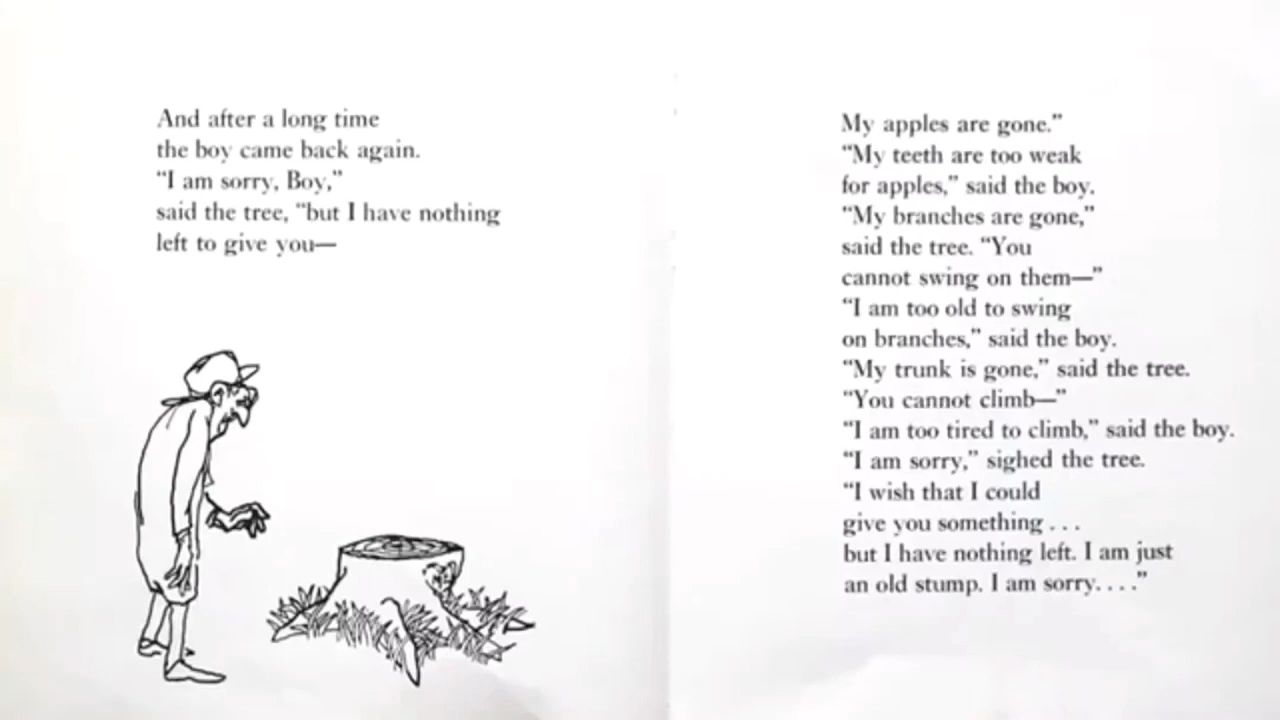 And after a long time
the boy came back again.
“I am sorry, Boy,”
said the tree, “but I have nothing
left to give you—
My apples are gone.”
“My teeth are too weak
for apples,” said the boy.
“My branches are gone,”
said the tree. “You
cannot swing on them—”
“I am too old to swing
on branches,” said the boy.
“My trunk is gone,” said the tree.
“You cannot climb—”
“I am too tired to climb,” said the boy.
“I am sorry,” sighed the tree.
“I wish that I could
give you something . . .
but I have nothing left. I am just
an old stump. I am sorry. . . .”